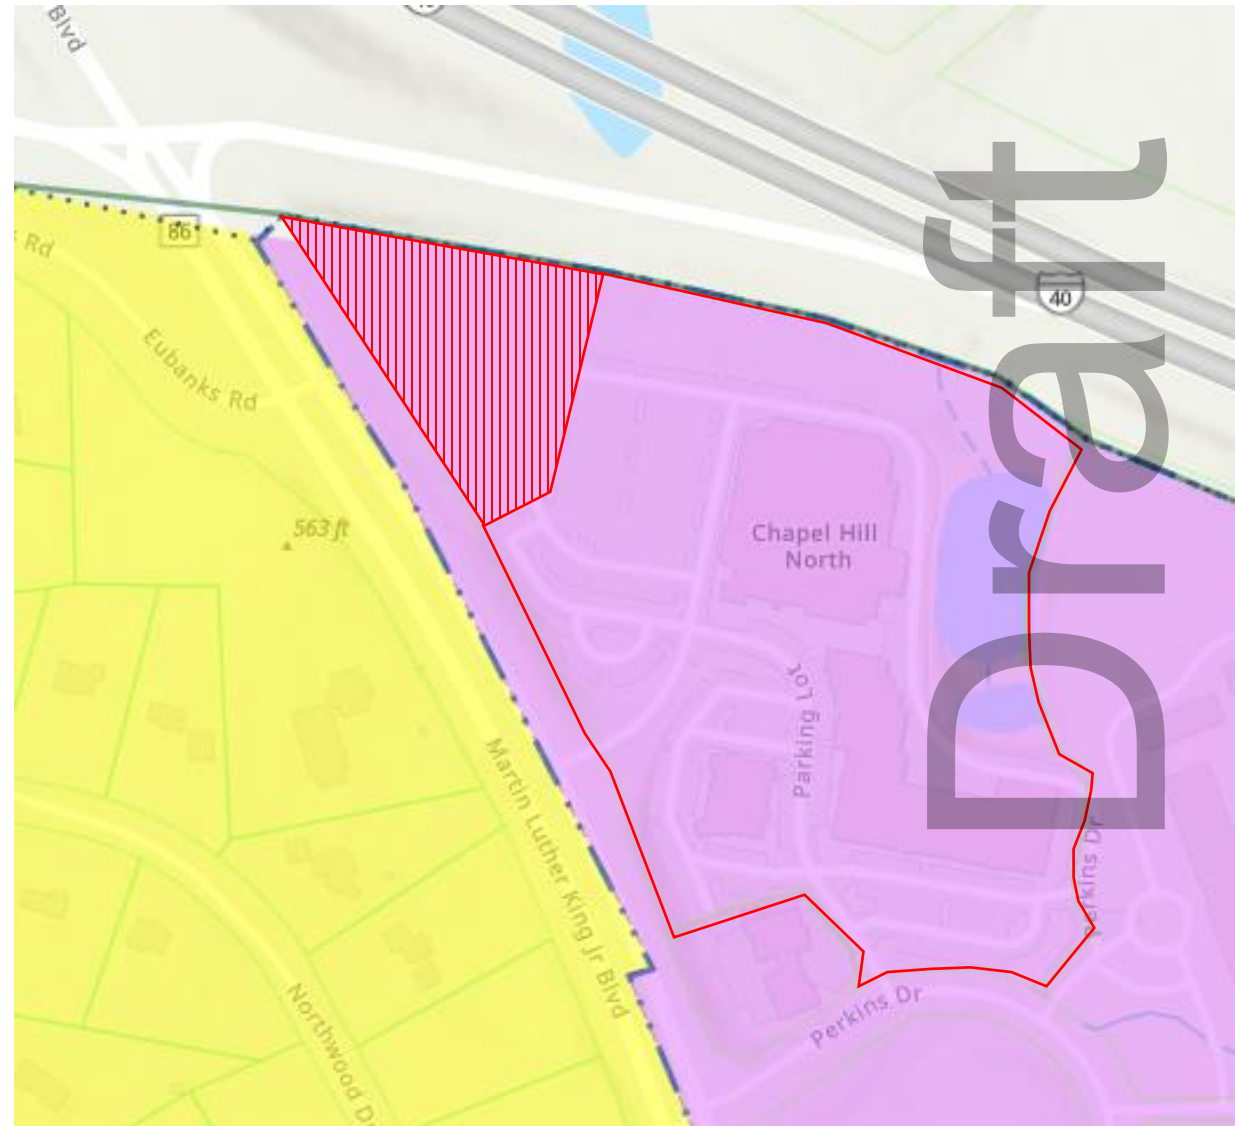 Blvd
86
Rd
Eubanks Rd
40
563 ft
Chapel Hill
North
Parking Lot
Martin Luther King Jr Blvd
Perkins Dr
Perkins Dr
Northwood Dr
Draft